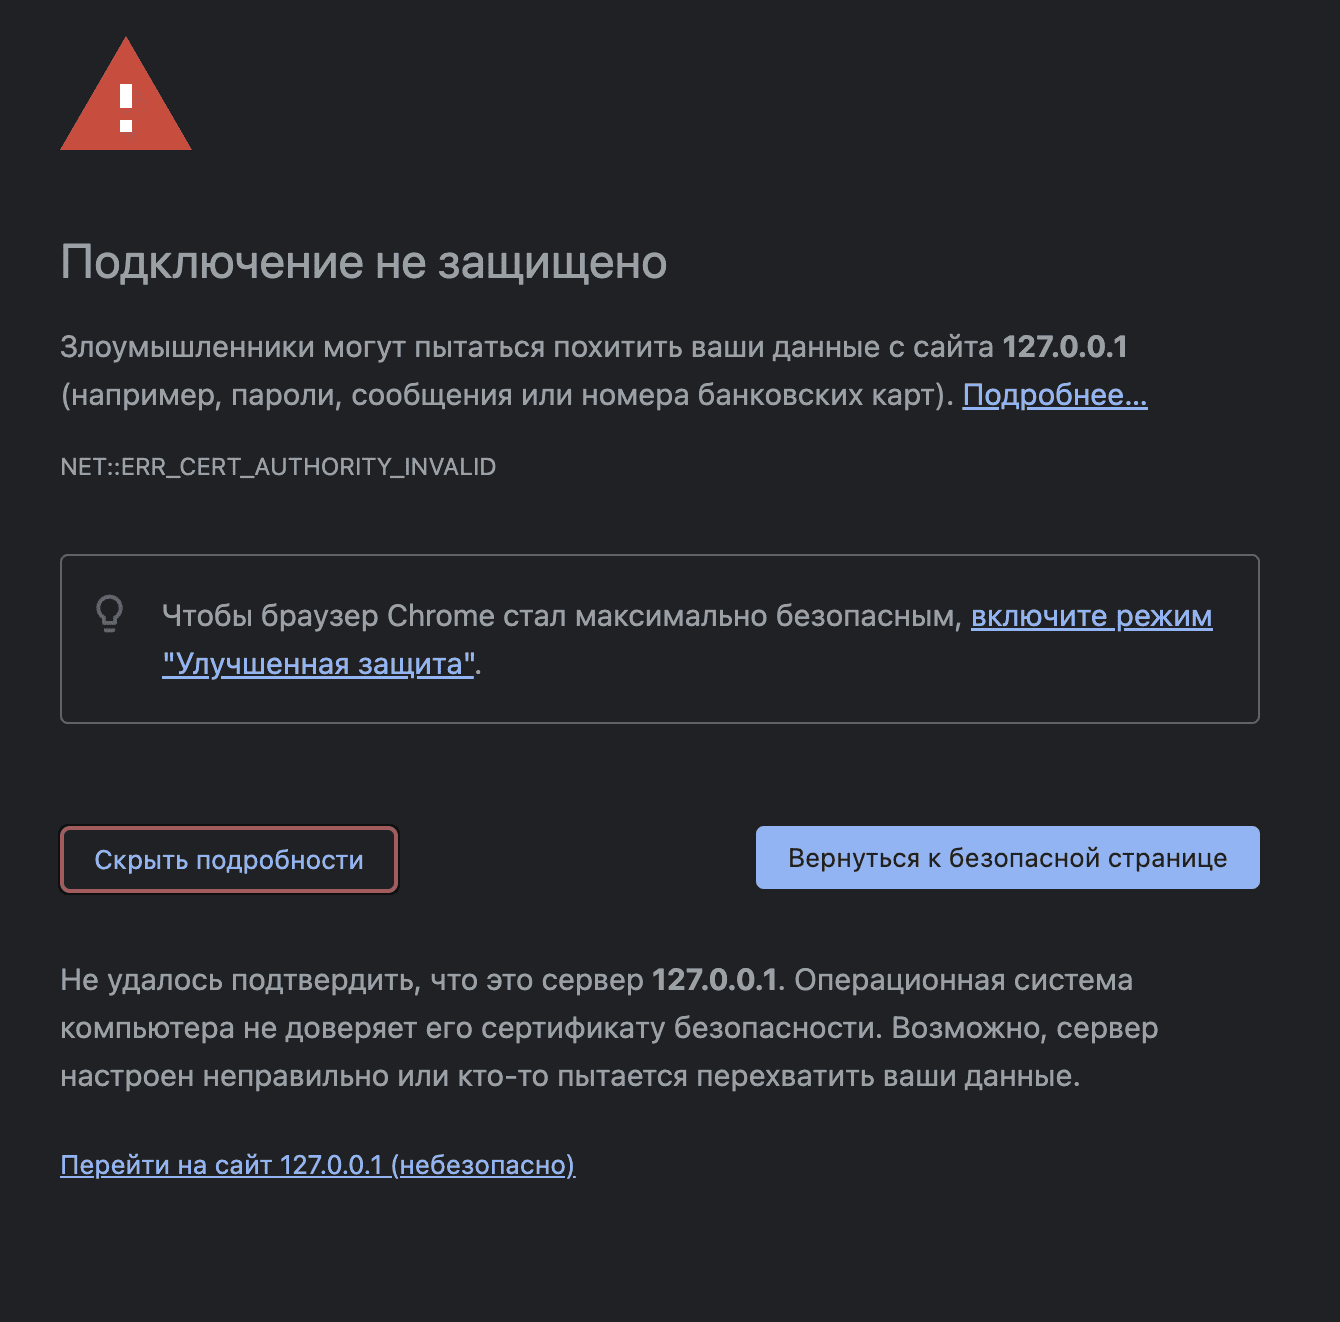 Подключение не защищено
Злоумышленники могут пытаться похитить ваши данные с сайта 127.0.0.1
(например, пароли, сообщения или номера банковских карт). Подробнее...
NET::ERR_CERT_AUTHORITY_INVALID
Чтобы браузер Chrome стал максимально безопасным, включите режим
"Улучшенная защита".
Скрыть подробности
Вернуться к безопасной странице
Не удалось подтвердить, что это сервер 127.0.0.1. Операционная система
компьютера не доверяет его сертификату безопасности. Возможно, сервер
настроен неправильно или кто-то пытается перехватить ваши данные.
Перейти на сайт 127.0.0.1 (небезопасно)